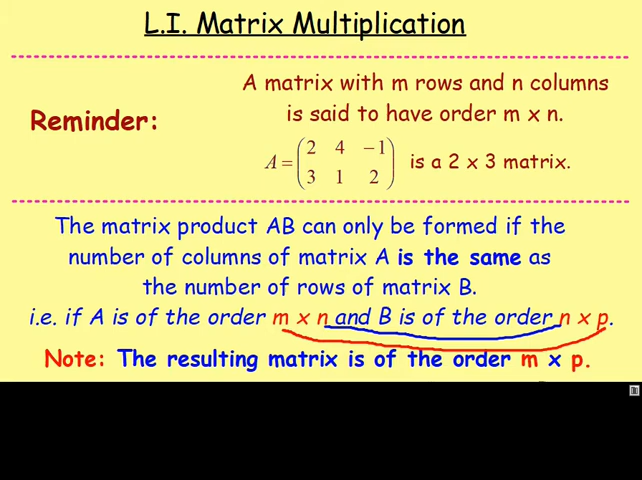 L.I. Matrix Multiplication
A matrix with m rows and n columns
Reminder:
is said to have order m x n.
A = ( 2 4 −1
3 1 2 ) is a 2 x 3 matrix.
The matrix product AB can only be formed if the
number of columns of matrix A is the same as
the number of rows of matrix B.
i.e. if A is of the order m x n and B is of the order n x p.
Note: The resulting matrix is of the order m x p.